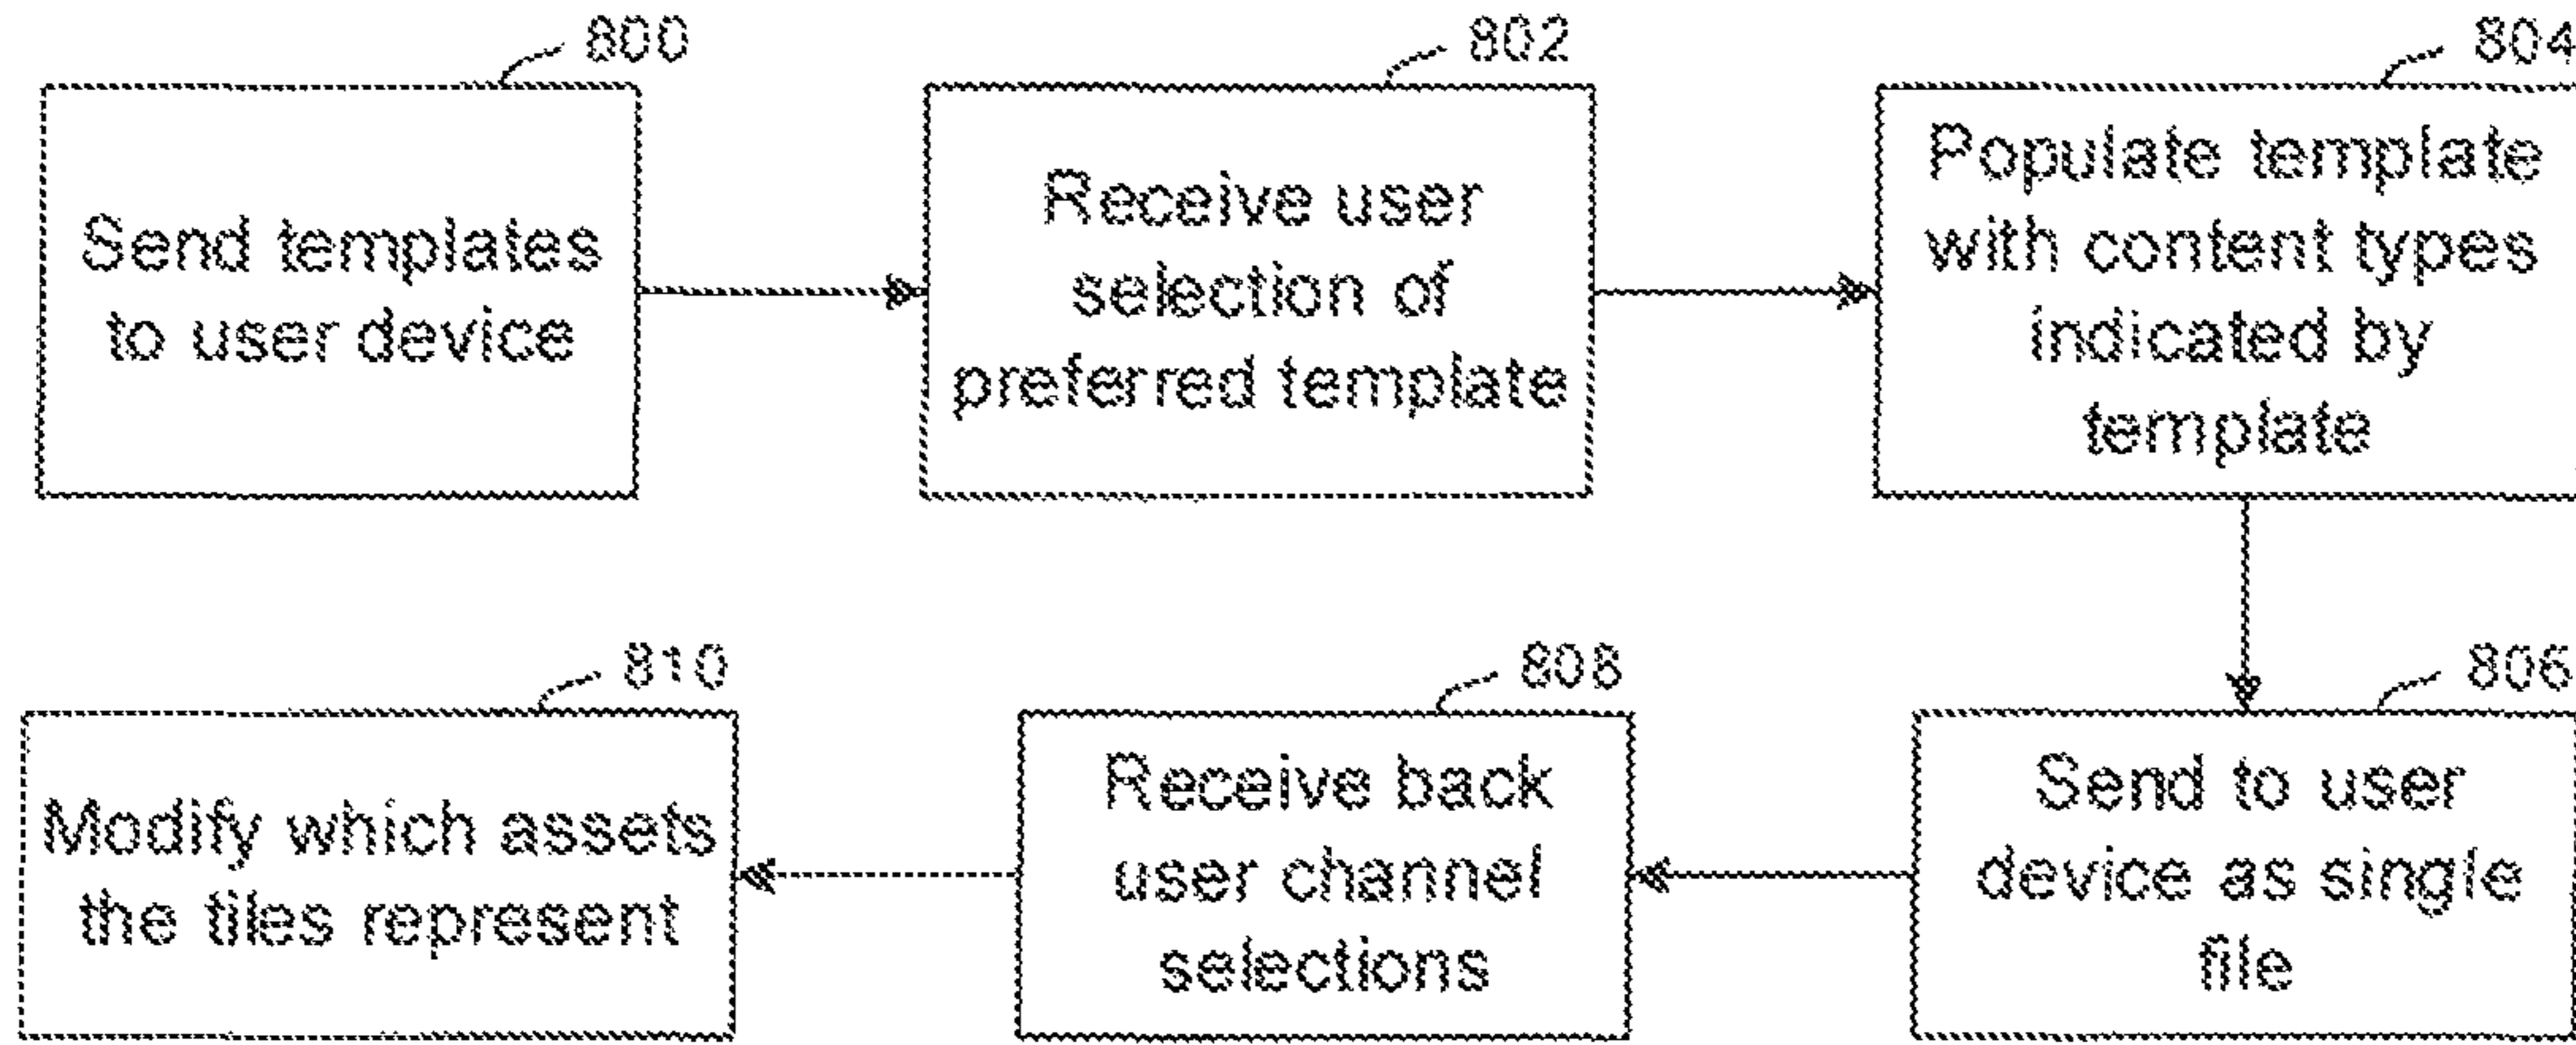 800
Send templates
to user device
802
Receive user
selection of
preferred template
804
Populate template
with content types
indicated by
template
806
Send to user
device as single
file
808
Receive back
user channel
selections
810
Modify which assets
the tiles represent